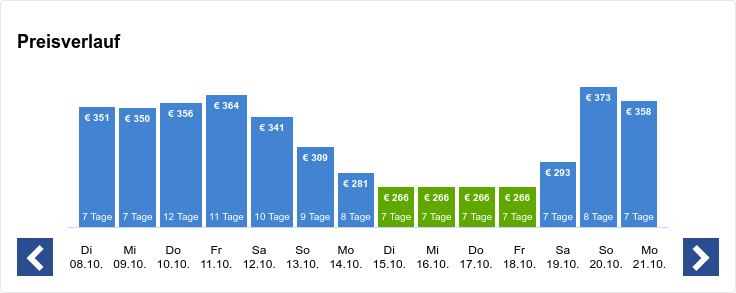 Preisverlauf
€ 351 € 350 € 356 € 364 € 341 € 309 € 281 € 266 € 266 € 266 € 266 € 293 € 373 € 358
7 Tage 7 Tage 12 Tage 11 Tage 10 Tage 9 Tage 8 Tage 7 Tage 7 Tage 7 Tage 7 Tage 7 Tage 8 Tage 7 Tage
Di Mi Do Fr Sa So Mo Di Mi Do Fr Sa So Mo
08.10. 09.10. 10.10. 11.10. 12.10. 13.10. 14.10. 15.10. 16.10. 17.10. 18.10. 19.10. 20.10. 21.10.